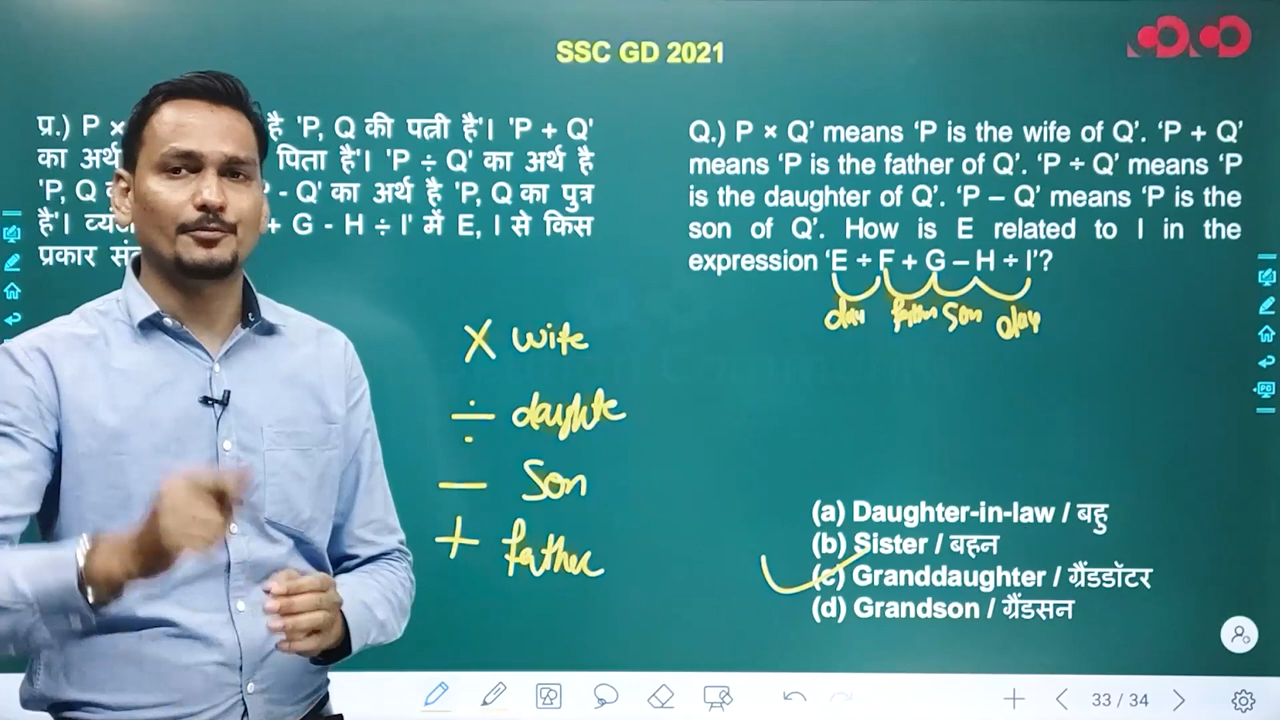 SSC GD 2021
प्र.) P × है 'P, Q की पत्नी है'। 'P + Q'
का अर्थ पिता है'। 'P ÷ Q' का अर्थ है
'P, Q P - Q' का अर्थ है 'P, Q का पुत्र
है'। + G - H ÷ I' में E, I से किस
प्रकार
Q.) P × Q’ means ‘P is the wife of Q’. ‘P + Q’
means ‘P is the father of Q’. ‘P ÷ Q’ means ‘P
is the daughter of Q’. ‘P – Q’ means ‘P is the
son of Q’. How is E related to I in the
expression ‘E ÷ F + G – H ÷ I’?
dau father son dau
× wife
÷ daughte
– Son
+ father
(a) Daughter-in-law / बहु
(b) Sister / बहन
(c) Granddaughter / ग्रैंडडॉटर
(d) Grandson / ग्रैंडसन
33 / 34